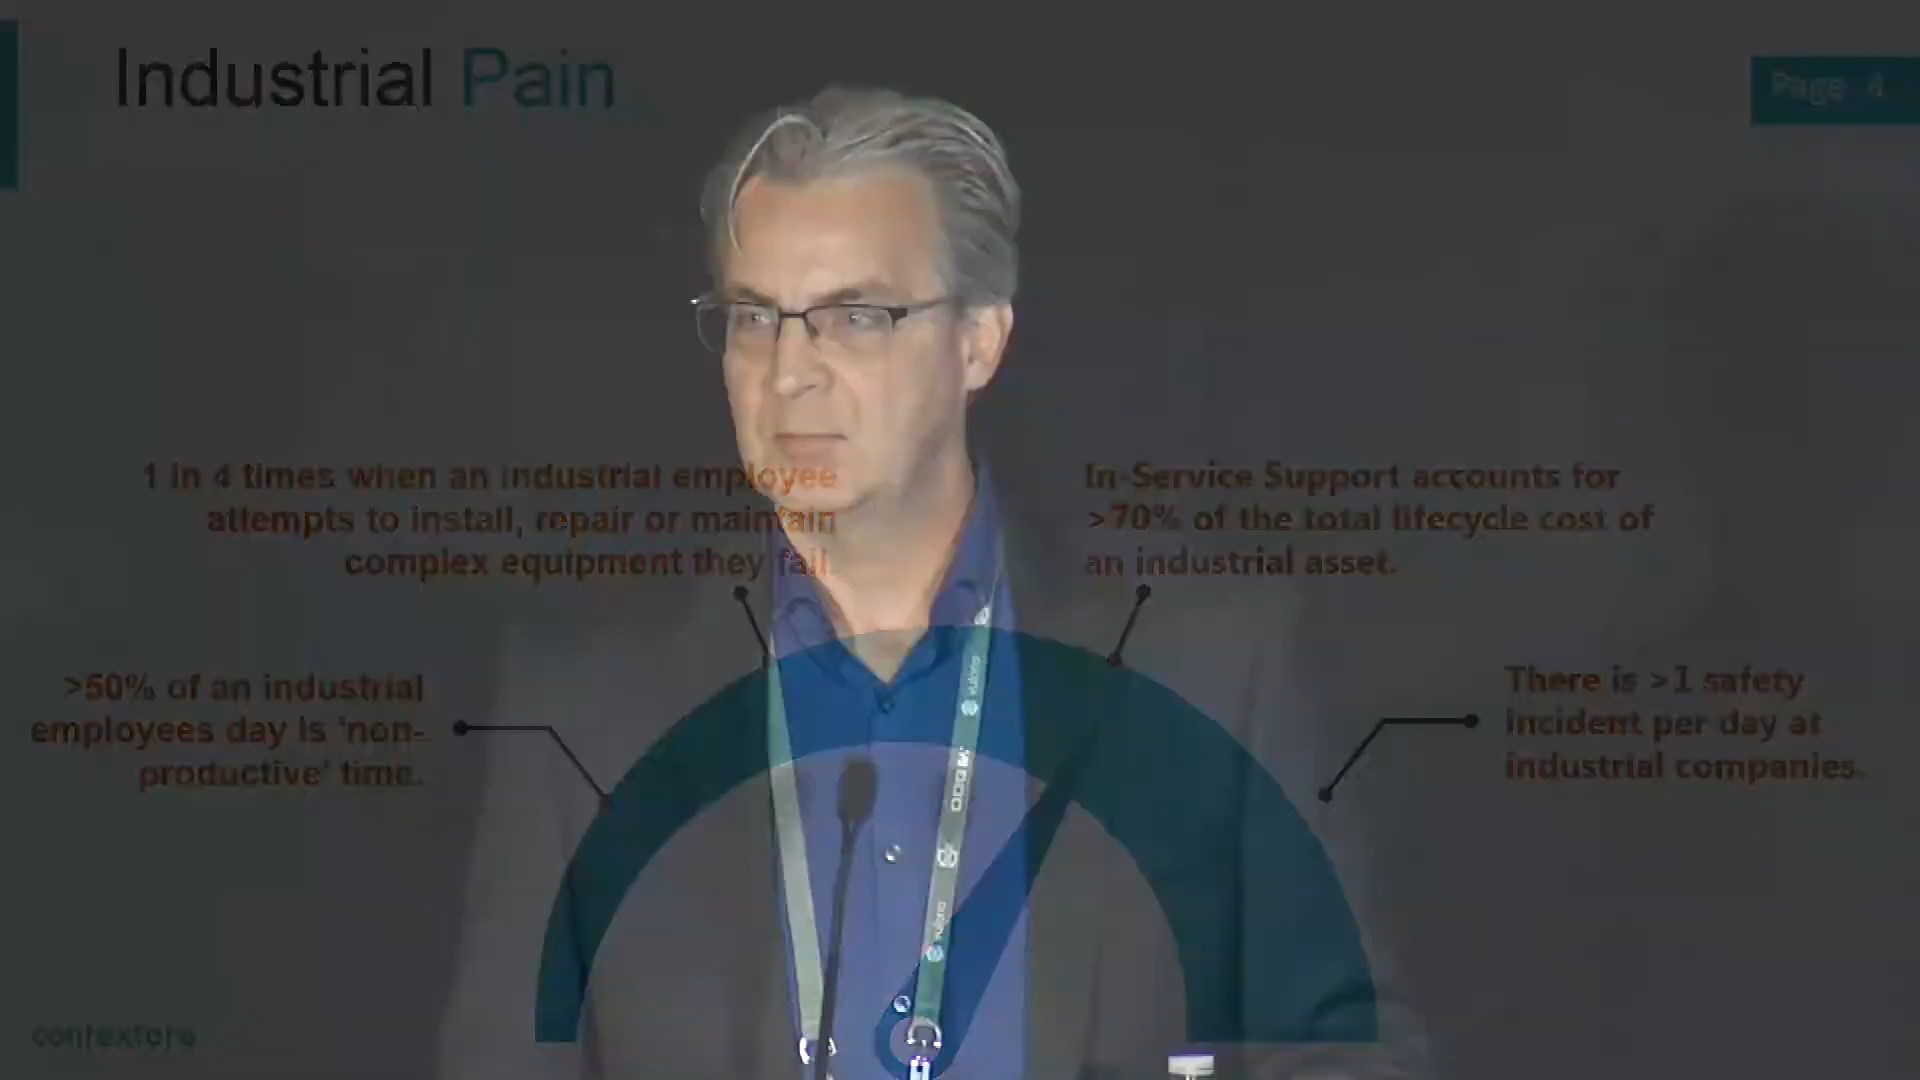 Industrial Pain
Page 4
1 in 4 times when an industrial employee
attempts to install, repair or maintain
complex equipment they fail.
In-Service Support accounts for
>70% of the total lifecycle cost of
an industrial asset.
>50% of an industrial
employees day is 'non-
productive' time.
There is >1 safety
incident per day at
industrial companies.
vuforia
vuforia
contextere